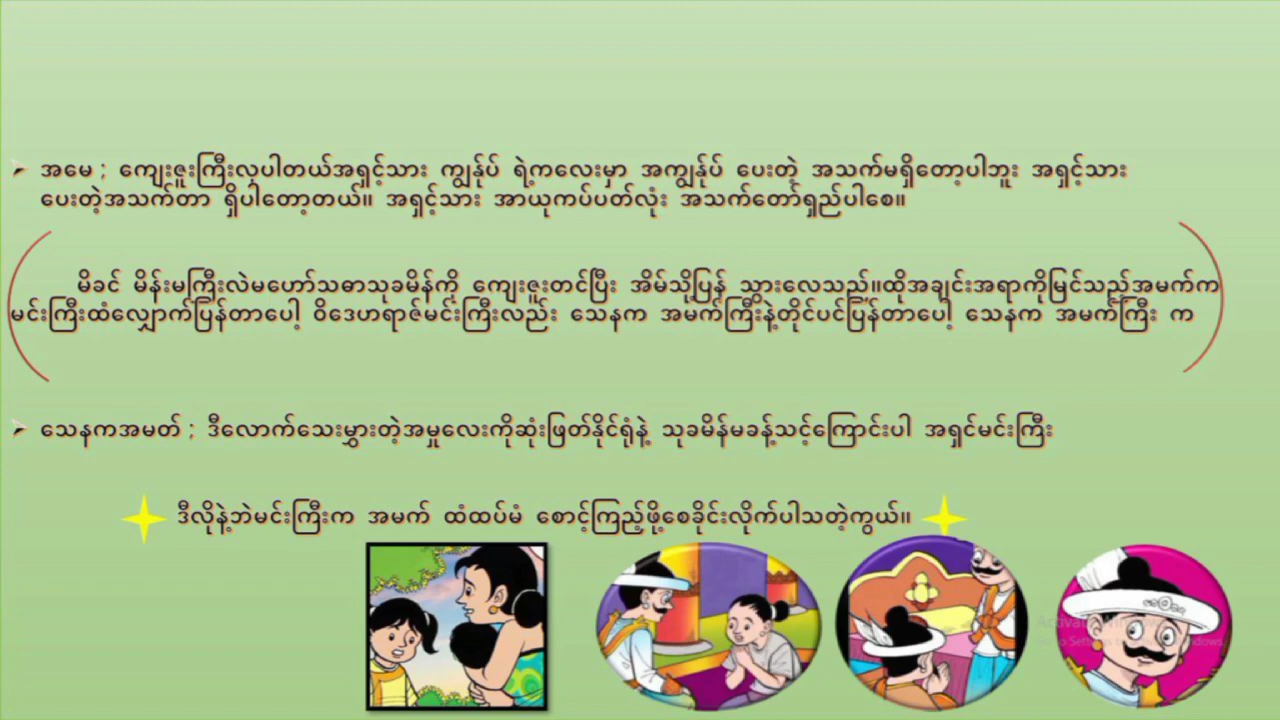 အမေ ; ကျေးဇူးကြီးလှပါတယ်အရှင့်သား ကျွန်ုပ် ရဲ့ကလေးမှာ အကျွန်ုပ် ပေးတဲ့ အသက်မရှိတော့ပါဘူး အရှင့်သား
ပေးတဲ့အသက်တာ ရှိပါတော့တယ်။ အရှင့်သား အာယုကပ်ပတ်လုံး အသက်တော်ရှည်ပါစေ။
မိခင် မိန်းမကြီးလဲမဟော်သဓာသုခမိန်ကို ကျေးဇူးတင်ပြီး အိမ်သို့ပြန် သွားလေသည်။ထိုအချင်းအရာကိုမြင်သည့်အမက်က
မင်းကြီးထံလျှောက်ပြန်တာပေါ့ ဝိဒေဟရာဇ်မင်းကြီးလည်း သေနက အမက်ကြီးနဲ့တိုင်ပင်ပြန်တာပေါ့ သေနက အမက်ကြီး က
သေနကအမတ် ; ဒီလောက်သေးမွှားတဲ့အမှုလေးကိုဆုံးဖြတ်နိုင်ရုံနဲ့ သုခမိန်မခန့်သင့်ကြောင်းပါ အရှင်မင်းကြီး
ဒီလိုနဲ့ဘဲမင်းကြီးက အမက် ထံထပ်မံ စောင့်ကြည့်ဖို့စေခိုင်းလိုက်ပါသတဲ့ကွယ်။